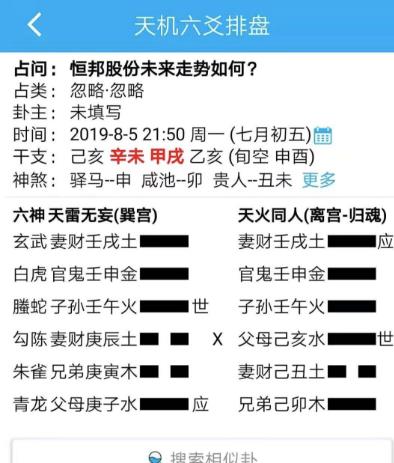 天机六爻排盘
占问： 恒邦股份未来走势如何?
占类： 忽略·忽略
卦主： 未填写
时间： 2019-8-5 21:50 周一 (七月初五)
干支： 己亥 辛未 甲戌 乙亥 (旬空 申酉)
神煞： 驿马--申 咸池--卯 贵人--丑未 更多
六神 天雷无妄(巽宫) 天火同人(离宫-归魂)
玄武 妻财壬戌土 妻财壬戌土 应
白虎 官鬼壬申金 官鬼壬申金
螣蛇 子孙壬午火 世 子孙壬午火
勾陈 妻财庚辰土 X 父母己亥水 世
朱雀 兄弟庚寅木 妻财己丑土
青龙 父母庚子水 应 兄弟己卯木
搜索相似卦